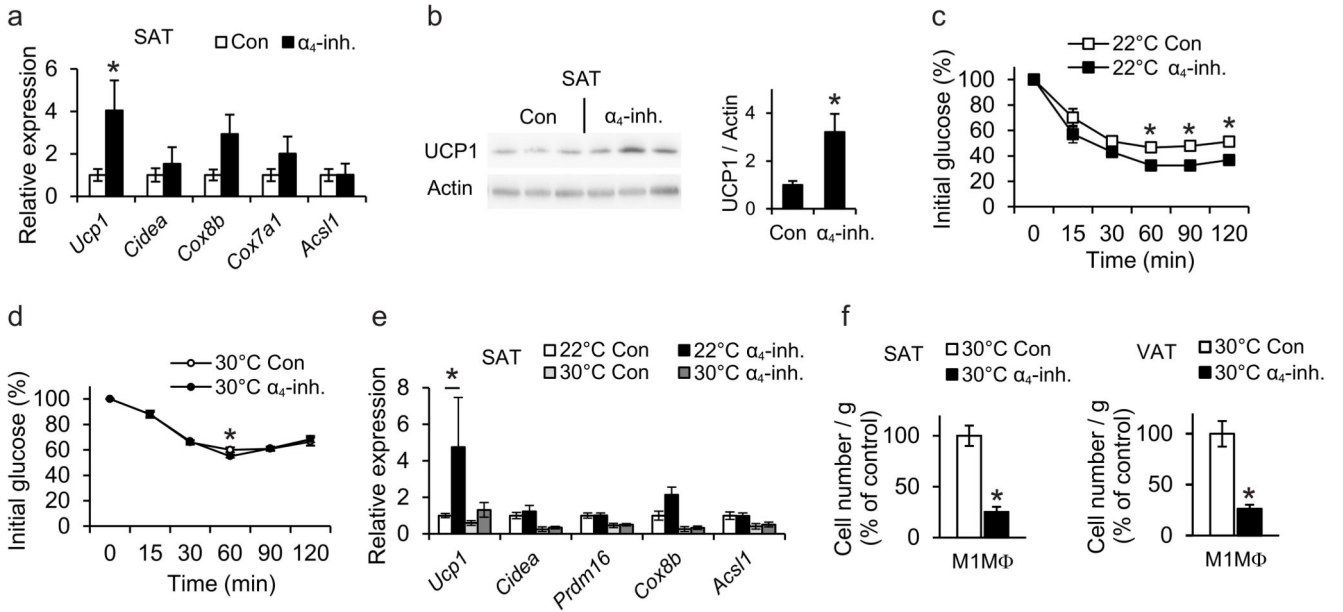 a
SAT
Con α4-inh.
Relative expression
6
4
2
0
*
Ucp1 Cidea Cox8b Cox7a1 Acsl1
b
SAT
Con α4-inh.
UCP1
Actin
UCP1 / Actin
4
2
0
*
Con α4-inh.
c
22°C Con
22°C α4-inh.
Initial glucose (%)
100
80
60
40
20
0
* * *
0 15 30 60 90 120
Time (min)
d
30°C Con
30°C α4-inh.
Initial glucose (%)
100
80
60
40
20
0
*
0 15 30 60 90 120
Time (min)
e
SAT
22°C Con 22°C α4-inh.
30°C Con 30°C α4-inh.
Relative expression
8
6
4
2
0
*
Ucp1 Cidea Prdm16 Cox8b Acsl1
f
SAT
30°C Con
30°C α4-inh.
Cell number / g
(% of control)
100
50
0
*
M1MΦ
VAT
30°C Con
30°C α4-inh.
Cell number / g
(% of control)
100
50
0
*
M1MΦ